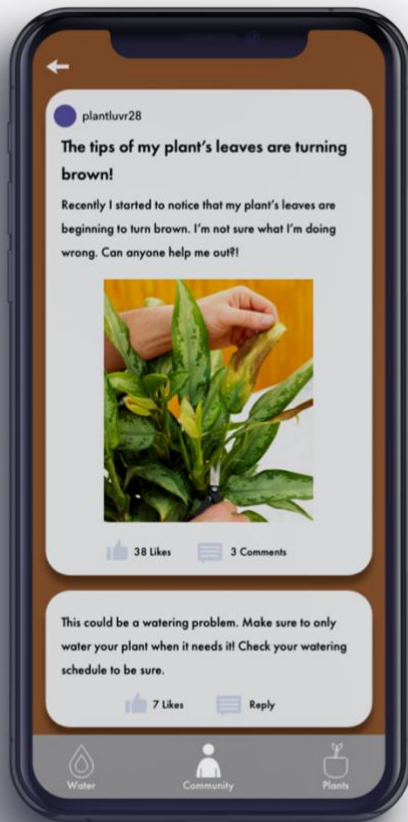 plantluvr28
The tips of my plant's leaves are turning
brown!
Recently I started to notice that my plant's leaves are
beginning to turn brown. I'm not sure what I'm doing
wrong. Can anyone help me out?!
38 Likes
3 Comments
This could be a watering problem. Make sure to only
water your plant when it needs it! Check your watering
schedule to be sure.
7 Likes
Reply
Water
Community
Plants